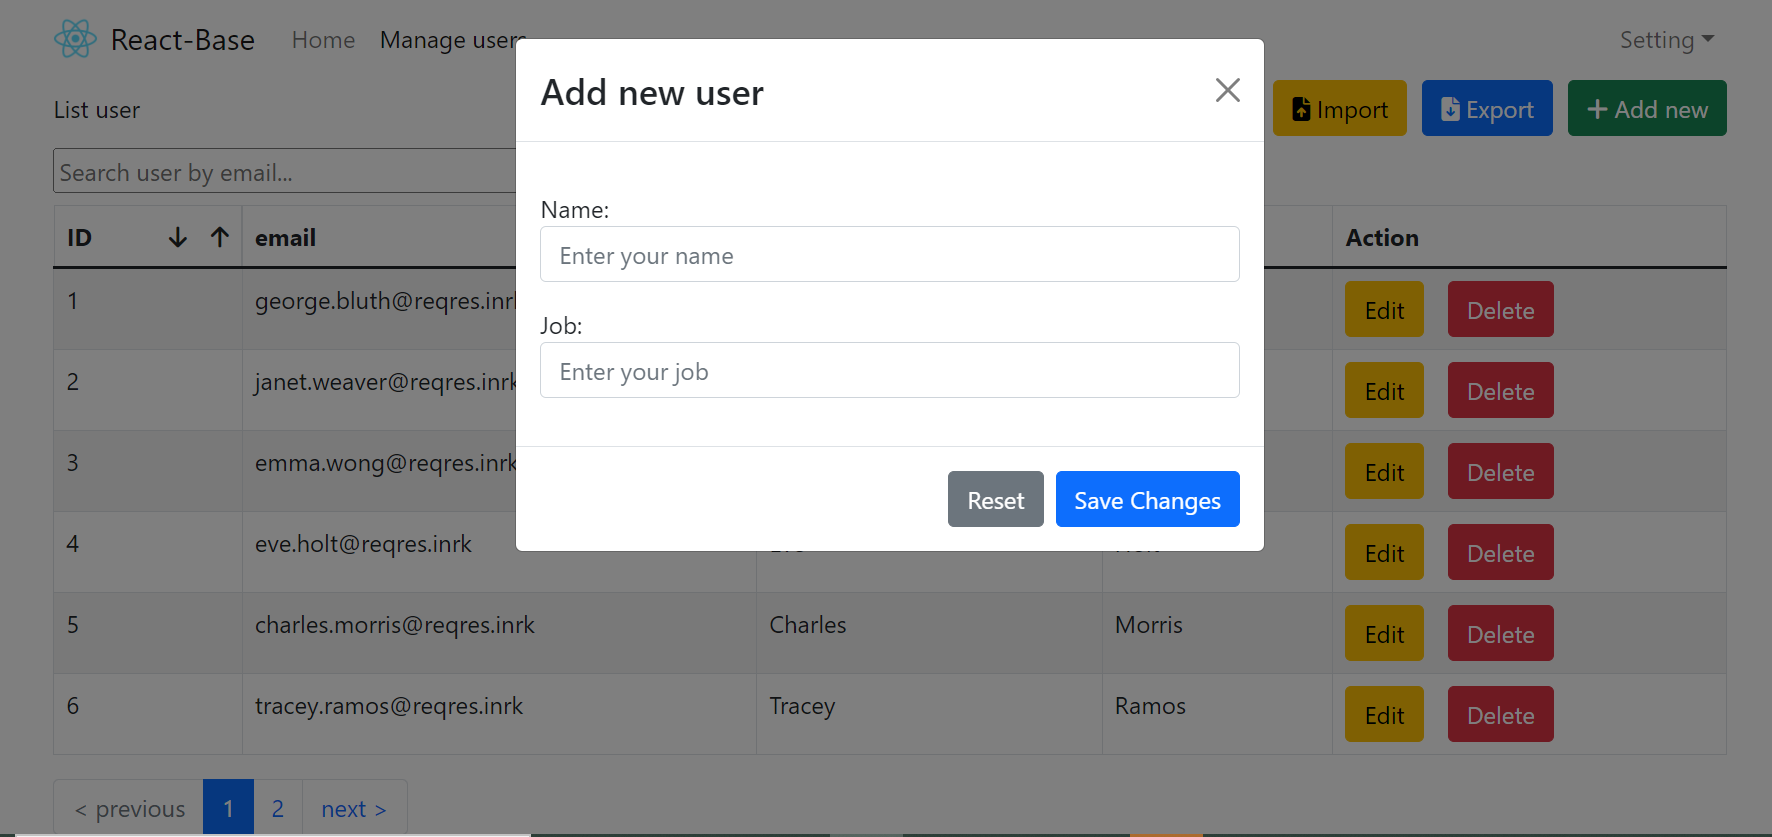 React-Base Home Manage users Setting
List user
Import Export Add new
Search user by email...
Add new user
Name:
Enter your name
Job:
Enter your job
Reset Save Changes
ID email Action
1 george.bluth@reqres.inrk Edit Delete
2 janet.weaver@reqres.inrk Edit Delete
3 emma.wong@reqres.inrk Edit Delete
4 eve.holt@reqres.inrk Edit Delete
5 charles.morris@reqres.inrk Charles Morris Edit Delete
6 tracey.ramos@reqres.inrk Tracey Ramos Edit Delete
< previous 1 2 next >